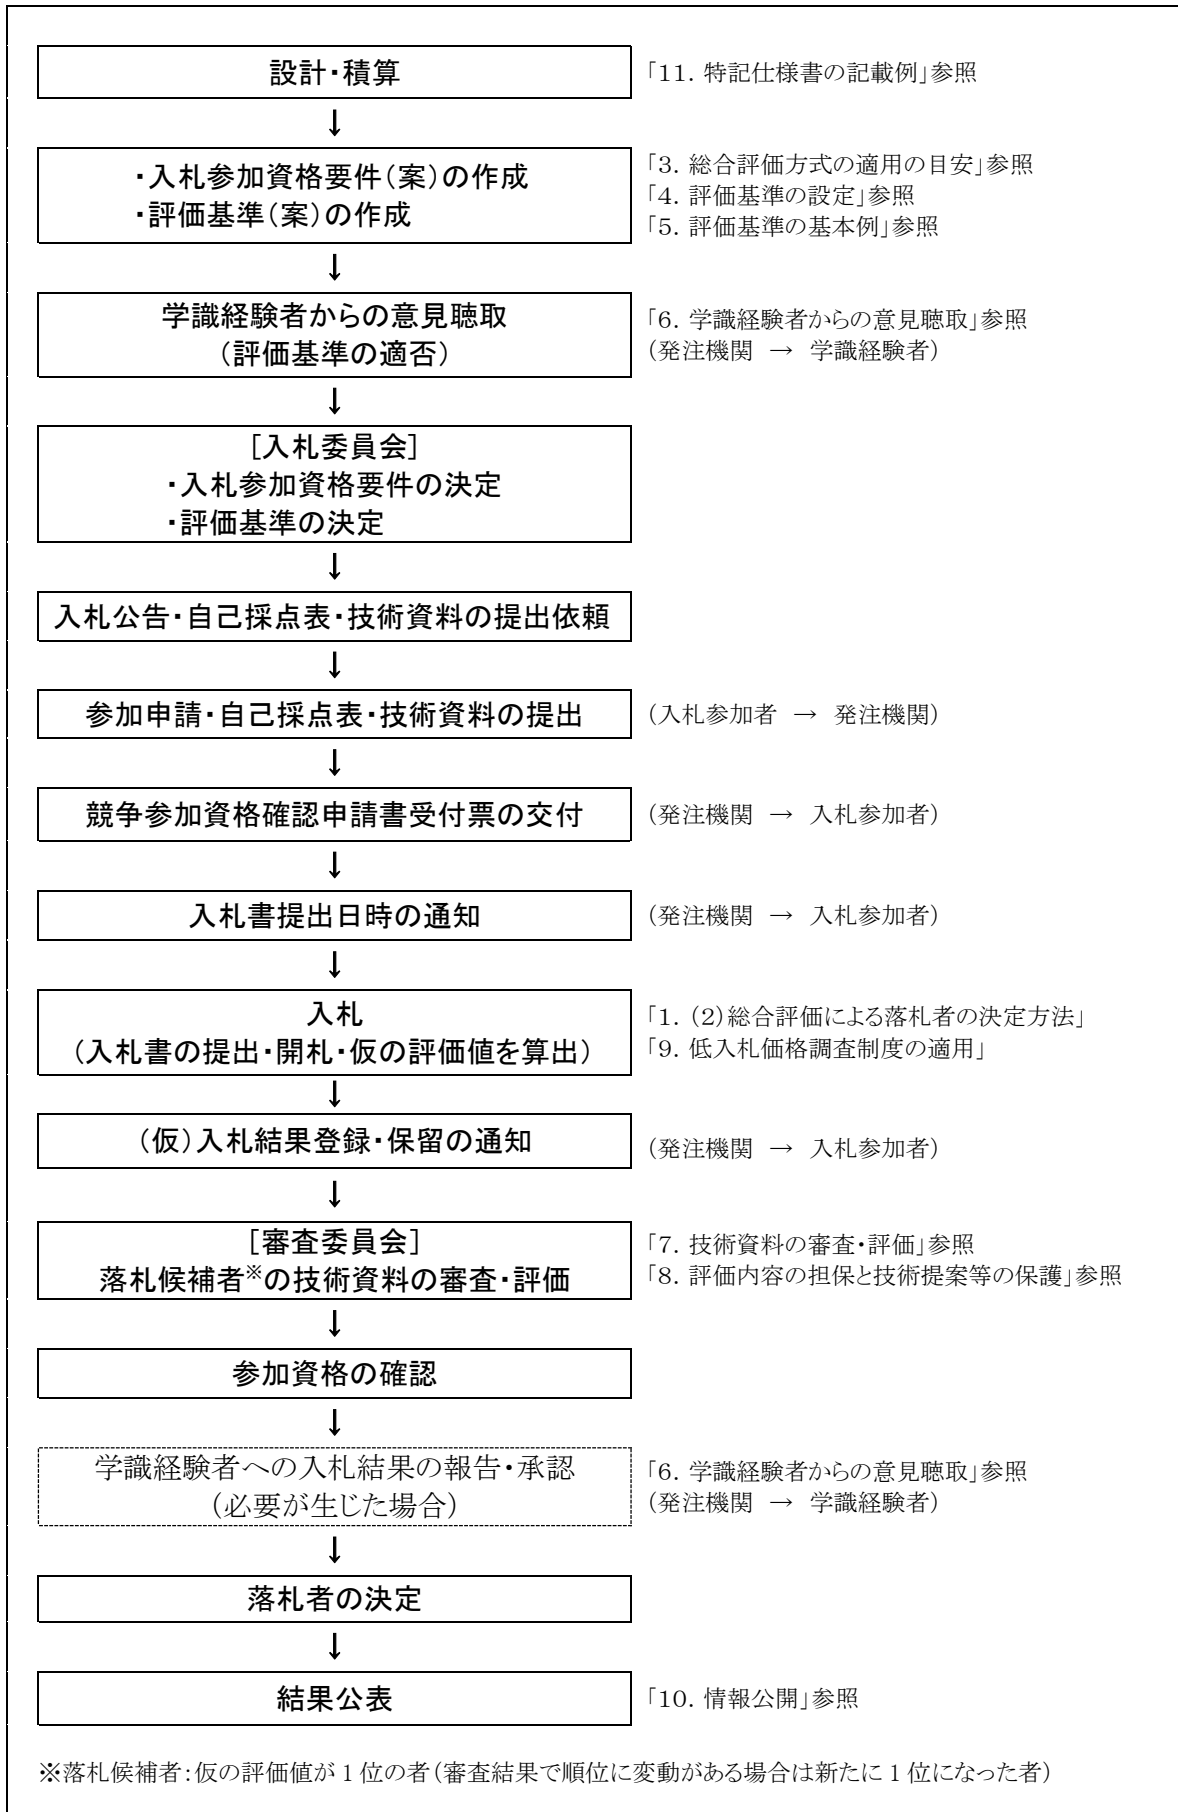 設計・積算
「11．特記仕様書の記載例」参照
↓
・入札参加資格要件（案）の作成
・評価基準（案）の作成
「3．総合評価方式の適用の目安」参照
「4．評価基準の設定」参照
「5．評価基準の基本例」参照
↓
学識経験者からの意見聴取
（評価基準の適否）
「6．学識経験者からの意見聴取」参照
（発注機関　→　学識経験者）
↓
［入札委員会］
・入札参加資格要件の決定
・評価基準の決定
↓
入札公告・自己採点表・技術資料の提出依頼
↓
参加申請・自己採点表・技術資料の提出
（入札参加者　→　発注機関）
↓
競争参加資格確認申請書受付票の交付
（発注機関　→　入札参加者）
↓
入札書提出日時の通知
（発注機関　→　入札参加者）
↓
入札
（入札書の提出・開札・仮の評価値を算出）
「1．（2）総合評価による落札者の決定方法」
「9．低入札価格調査制度の適用」
↓
（仮）入札結果登録・保留の通知
（発注機関　→　入札参加者）
↓
［審査委員会］
落札候補者※の技術資料の審査・評価
「7．技術資料の審査・評価」参照
「8．評価内容の担保と技術提案等の保護」参照
↓
参加資格の確認
↓
学識経験者への入札結果の報告・承認
（必要が生じた場合）
「6．学識経験者からの意見聴取」参照
（発注機関　→　学識経験者）
↓
落札者の決定
↓
結果公表
「10．情報公開」参照
※落札候補者：仮の評価値が 1 位の者（審査結果で順位に変動がある場合は新たに 1 位になった者）